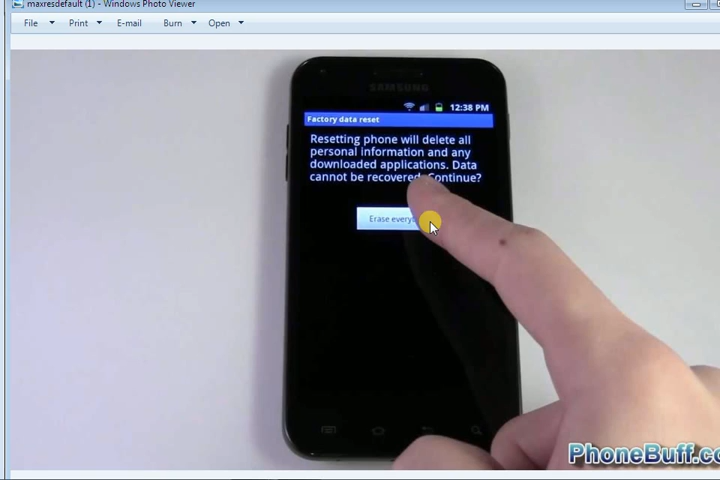 maxresdefault (1) - Windows Photo Viewer
File Print E-mail Burn Open
SAMSUNG
12:38 PM
Factory data reset
Resetting phone will delete all
personal information and any
downloaded applications. Data
cannot be recovered. Continue?
Erase
PhoneBuff.co